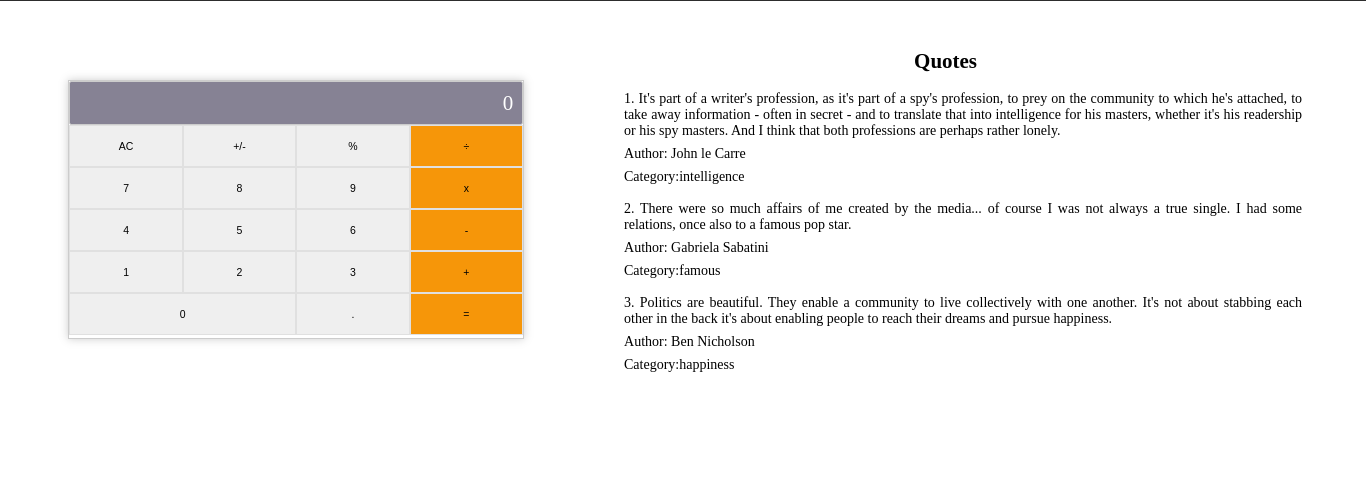 0
AC +/- % ÷
7 8 9 x
4 5 6 -
1 2 3 +
0 . =
Quotes
1. It's part of a writer's profession, as it's part of a spy's profession, to prey on the community to which he's attached, to
take away information - often in secret - and to translate that into intelligence for his masters, whether it's his readership
or his spy masters. And I think that both professions are perhaps rather lonely.
Author: John le Carre
Category:intelligence
2. There were so much affairs of me created by the media... of course I was not always a true single. I had some
relations, once also to a famous pop star.
Author: Gabriela Sabatini
Category:famous
3. Politics are beautiful. They enable a community to live collectively with one another. It's not about stabbing each
other in the back it's about enabling people to reach their dreams and pursue happiness.
Author: Ben Nicholson
Category:happiness